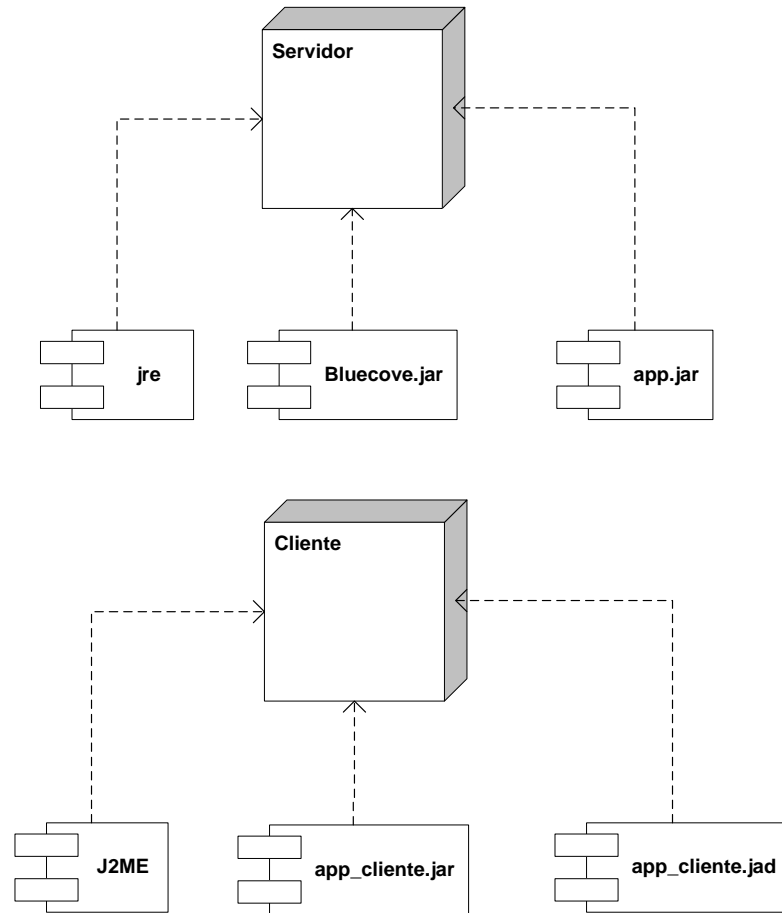 Servidor
jre
Bluecove.jar
app.jar
Cliente
J2ME
app_cliente.jar
app_cliente.jad